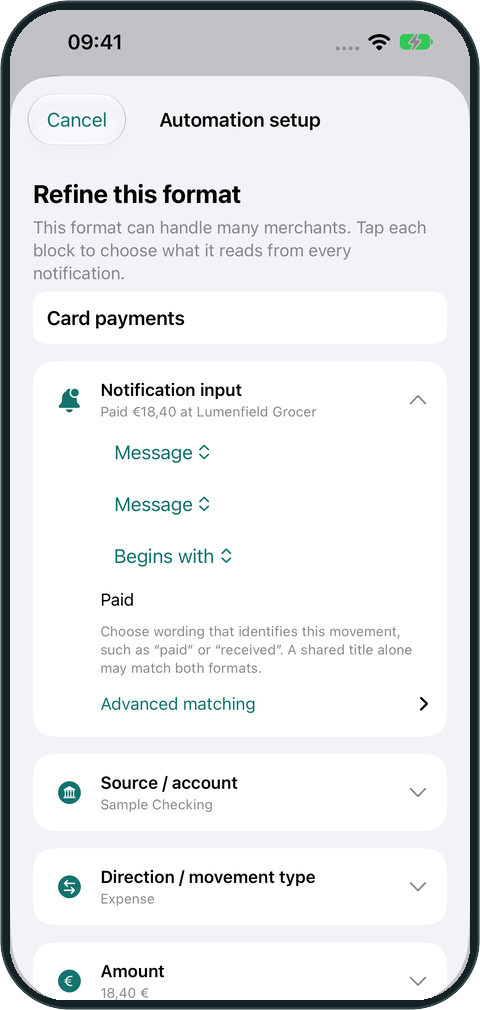 09:41
Cancel
Automation setup
Refine this format
This format can handle many merchants. Tap each
block to choose what it reads from every
notification.
Card payments
Notification input
Paid €18,40 at Lumenfield Grocer
Message
Message
Begins with
Paid
Choose wording that identifies this movement,
such as “paid” or “received”. A shared title alone
may match both formats.
Advanced matching
Source / account
Sample Checking
Direction / movement type
Expense
Amount
18,40 €